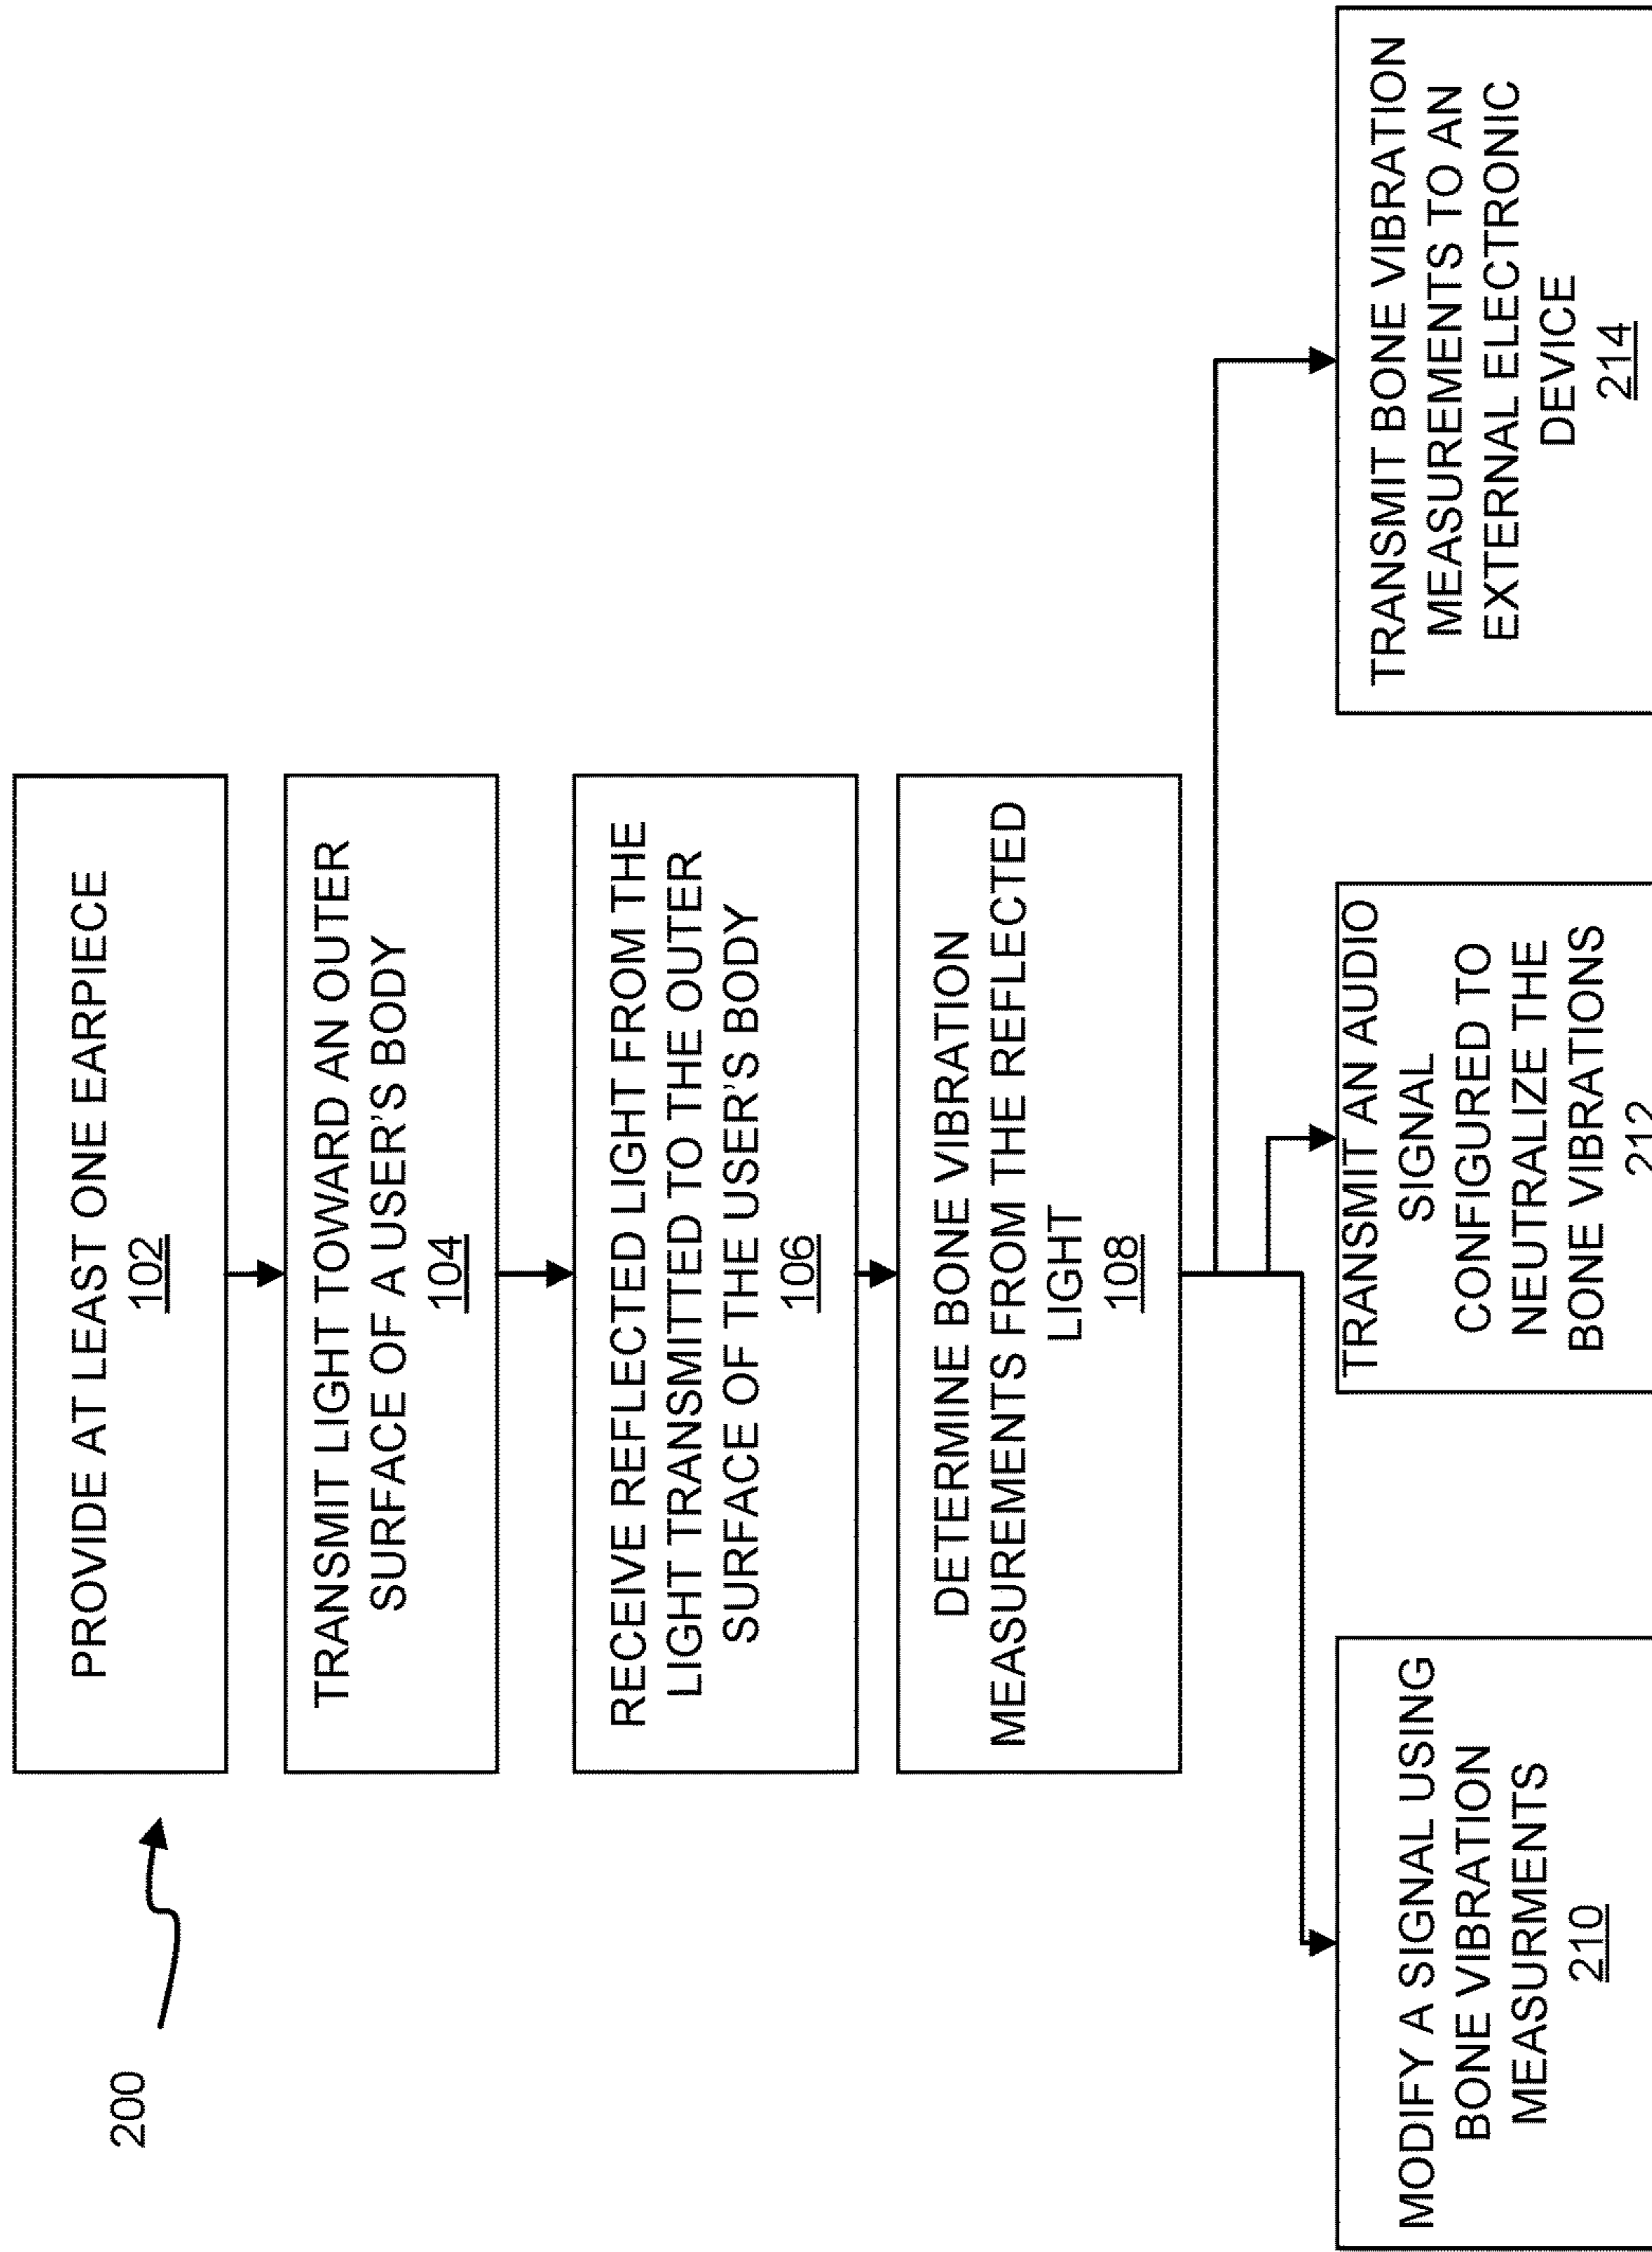 200
PROVIDE AT LEAST ONE EARPIECE
102
TRANSMIT LIGHT TOWARD AN OUTER
SURFACE OF A USER'S BODY
104
RECEIVE REFLECTED LIGHT FROM THE
LIGHT TRANSMITTED TO THE OUTER
SURFACE OF THE USER'S BODY
106
DETERMINE BONE VIBRATION
MEASUREMENTS FROM THE REFLECTED
LIGHT
108
MODIFY A SIGNAL USING
BONE VIBRATION
MEASURMENTS
210
TRANSMIT AN AUDIO
SIGNAL
CONFIGURED TO
NEUTRALIZE THE
BONE VIBRATIONS
212
TRANSMIT BONE VIBRATION
MEASUREMENTS TO AN
EXTERNAL ELECTRONIC
DEVICE
214